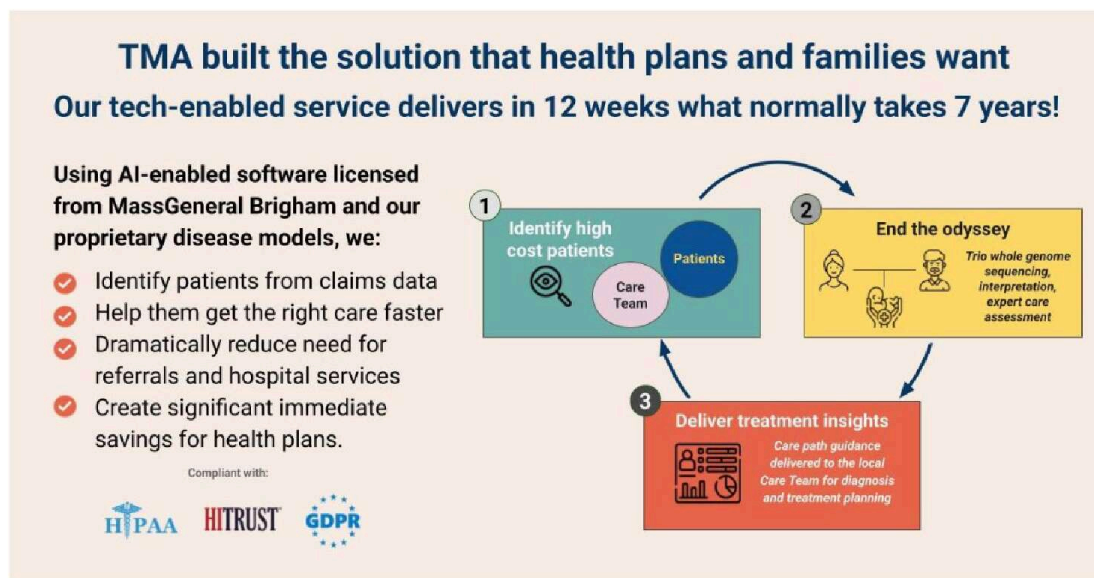 TMA built the solution that health plans and families want
Our tech-enabled service delivers in 12 weeks what normally takes 7 years!
Using AI-enabled software licensed
from MassGeneral Brigham and our
proprietary disease models, we:
Identify patients from claims data
Help them get the right care faster
Dramatically reduce need for
referrals and hospital services
Create significant immediate
savings for health plans.
Compliant with:
HIPAA
HITRUST
GDPR
1
Identify high
cost patients
Patients
Care
Team
2
End the odyssey
Trio whole genome
sequencing,
interpretation,
expert care
assessment
3
Deliver treatment insights
Care path guidance
delivered to the local
Care Team for diagnosis
and treatment planning